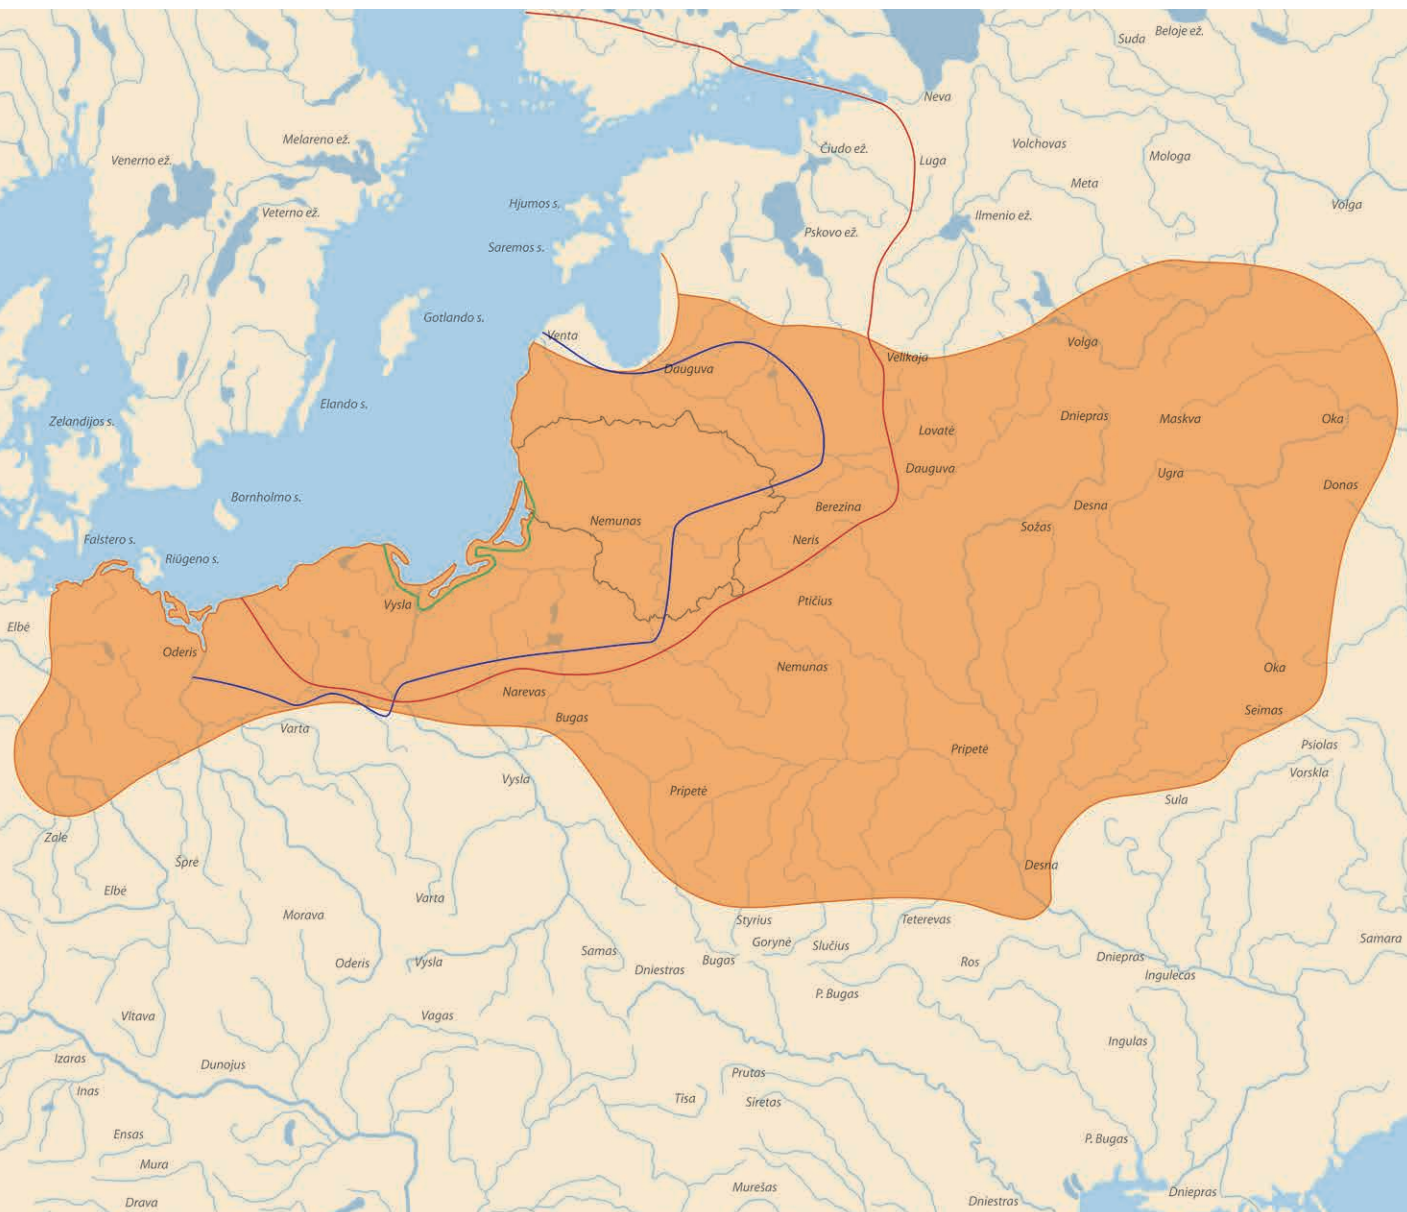 Beloje ež.
Suda
Neva
Melareno ež.
Volchovas
Čiudo ež.
Mologa
Venerno ež.
Luga
Meta
Hjumos s.
Volga
Veterno ež.
Ilmenio ež.
Pskovo ež.
Saremos s.
Gotlando s.
Venta
Volga
Velikaja
Dauguva
Elando s.
Dniepras
Maskva
Oka
Zelandijos s.
Lovatė
Dauguva
Ugra
Donas
Bornholmo s.
Berezina
Desna
Nemunas
Sožas
Falstero s.
Neris
Riūgeno s.
Ptičius
Vysla
Elbė
Oderis
Nemunas
Oka
Narevas
Seimas
Bugas
Varta
Pripetė
Psiolas
Vorskla
Vysla
Pripetė
Sula
Zalė
Šprė
Desna
Elbė
Varta
Morava
Styrius
Teterevas
Samara
Gorynė
Slučius
Samas
Dniepras
Oderis
Vysla
Bugas
Ros
Dniestras
Ingulecas
P. Bugas
Vltava
Vagas
Ingulas
Izaras
Dunojus
Prutas
Inas
Tisa
Siretas
Ensas
P. Bugas
Mura
Murešas
Dniepras
Drava
Dniestras